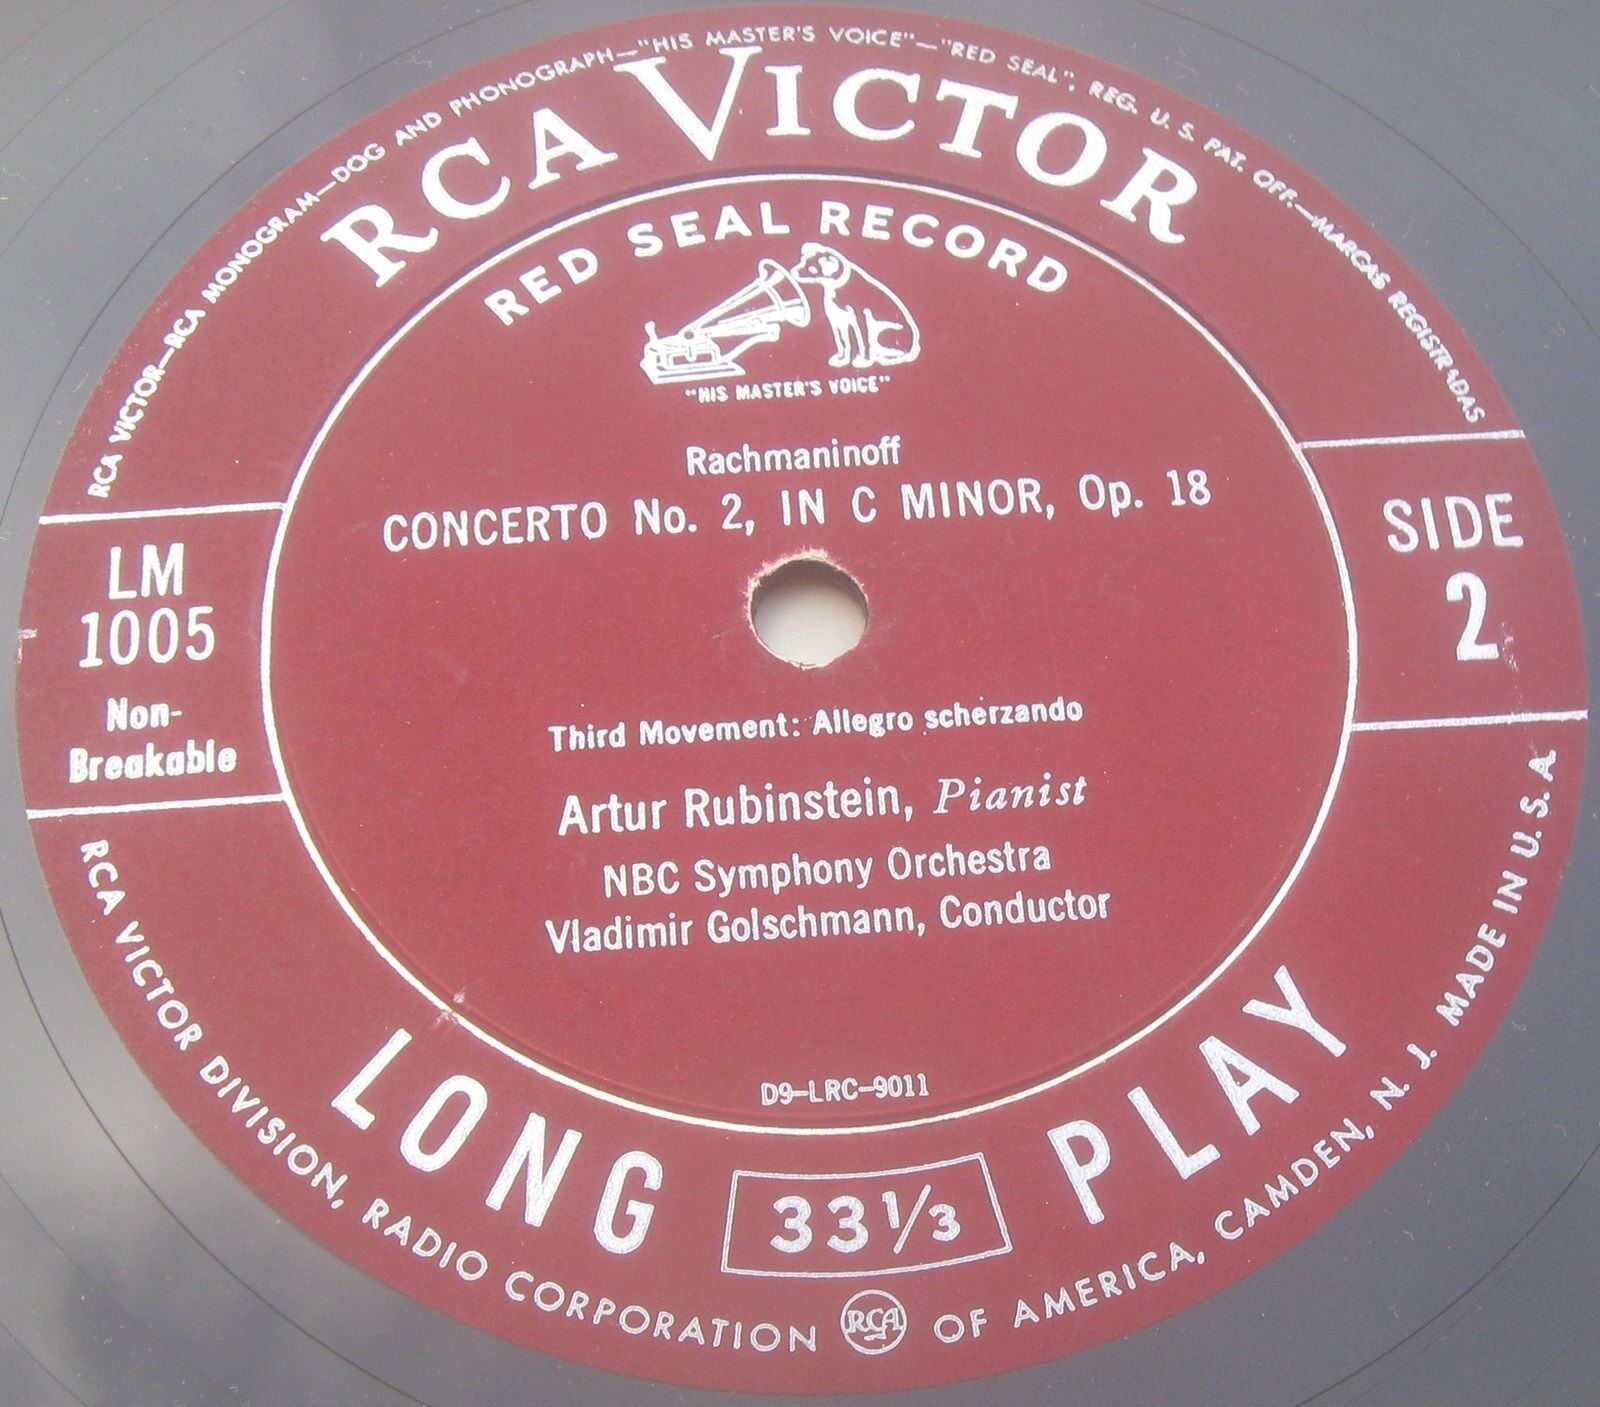 RCA VICTOR—RCA MONOGRAM—DOG AND PHONOGRAPH—"HIS MASTER'S VOICE"—"RED SEAL", REG. U. S. PAT. OFF.—MARCAS REGISTRADAS
RCA VICTOR
RED SEAL RECORD
"HIS MASTER'S VOICE"
Rachmaninoff
CONCERTO No. 2, IN C MINOR, Op. 18
LM
1005
Non-
Breakable
SIDE
2
Third Movement: Allegro scherzando
Artur Rubinstein, Pianist
NBC Symphony Orchestra
Vladimir Golschmann, Conductor
D9-LRC-9011
LONG 33 1/3 PLAY
RCA VICTOR DIVISION, RADIO CORPORATION RCA OF AMERICA, CAMDEN, N. J. MADE IN U.S.A